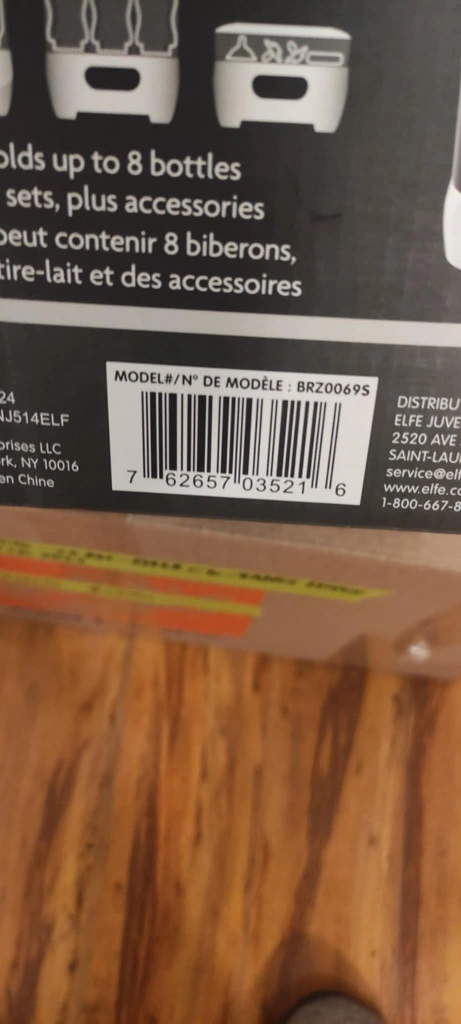 olds up to 8 bottles
sets, plus accessories
peut contenir 8 biberons,
tire-lait et des accessoires
24
NJ514ELF
prises LLC
rk, NY 10016
en Chine
MODEL#/N° DE MODÈLE : BRZ0069S
7 62657 03521 6
DISTRIBU
ELFE JUVE
2520 AVE
SAINT-LAU
service@elf
www.elfe.co
1-800-667-8